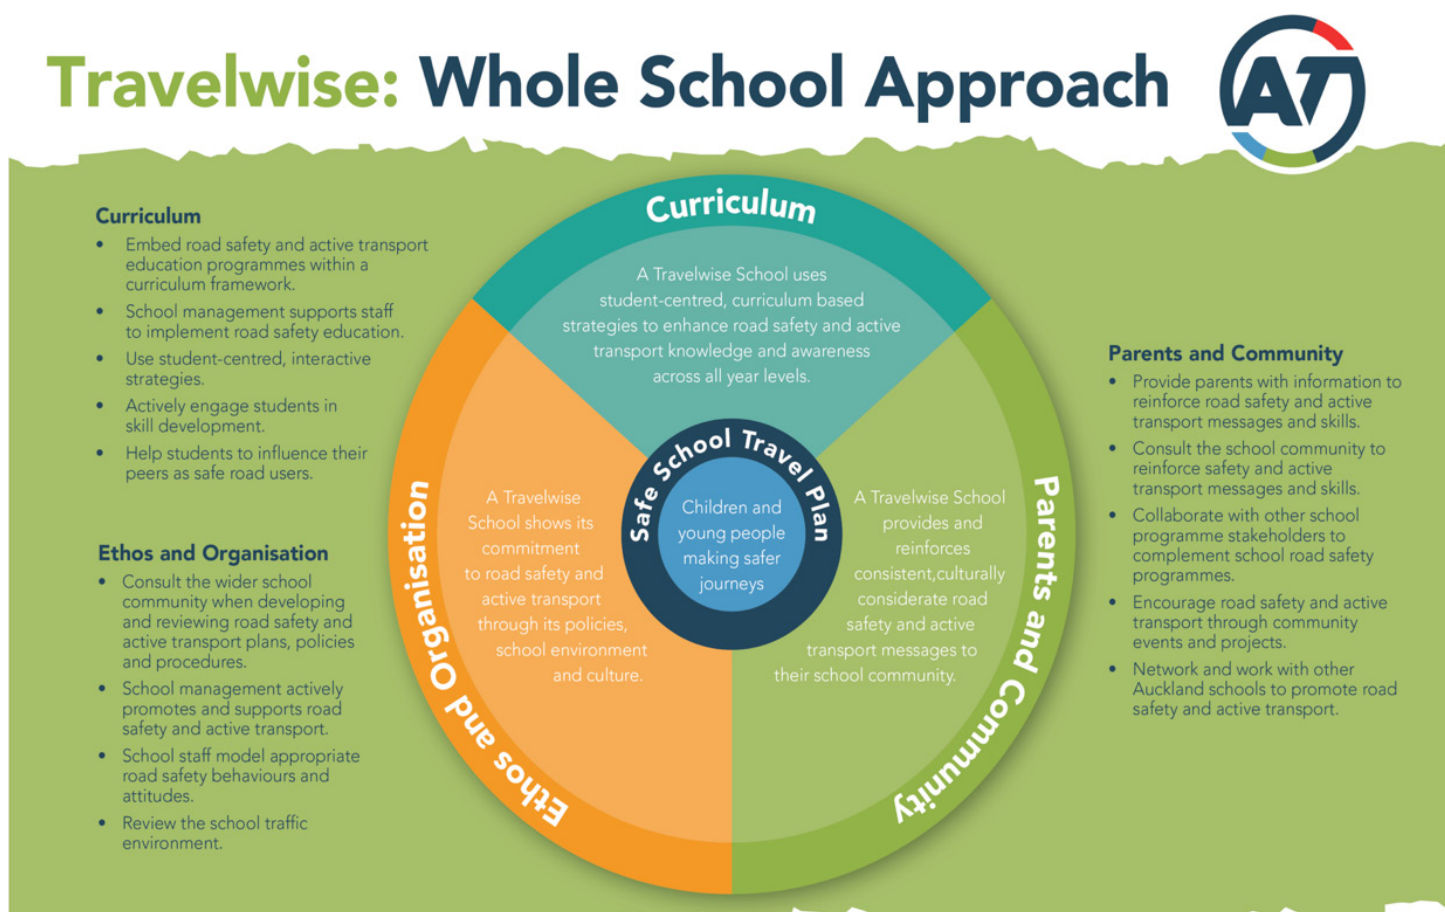 Travelwise: Whole School Approach
AT
Curriculum
• Embed road safety and active transport
education programmes within a
curriculum framework.
• School management supports staff
to implement road safety education.
• Use student-centred, interactive
strategies.
• Actively engage students in
skill development.
• Help students to influence their
peers as safe road users.
Ethos and Organisation
• Consult the wider school
community when developing
and reviewing road safety and
active transport plans, policies
and procedures.
• School management actively
promotes and supports road
safety and active transport.
• School staff model appropriate
road safety behaviours and
attitudes.
• Review the school traffic
environment.
Curriculum
A Travelwise School uses
student-centred, curriculum based
strategies to enhance road safety and active
transport knowledge and awareness
across all year levels.
Ethos and Organisation
A Travelwise
School shows its
commitment
to road safety and
active transport
through its policies,
school environment
and culture.
Safe School Travel Plan
Children and
young people
making safer
journeys
A Travelwise School
provides and
reinforces
consistent,culturally
considerate road
safety and active
transport messages to
their school community.
Parents and Community
Parents and Community
• Provide parents with information to
reinforce road safety and active
transport messages and skills.
• Consult the school community to
reinforce safety and active
transport messages and skills.
• Collaborate with other school
programme stakeholders to
complement school road safety
programmes.
• Encourage road safety and active
transport through community
events and projects.
• Network and work with other
Auckland schools to promote road
safety and active transport.